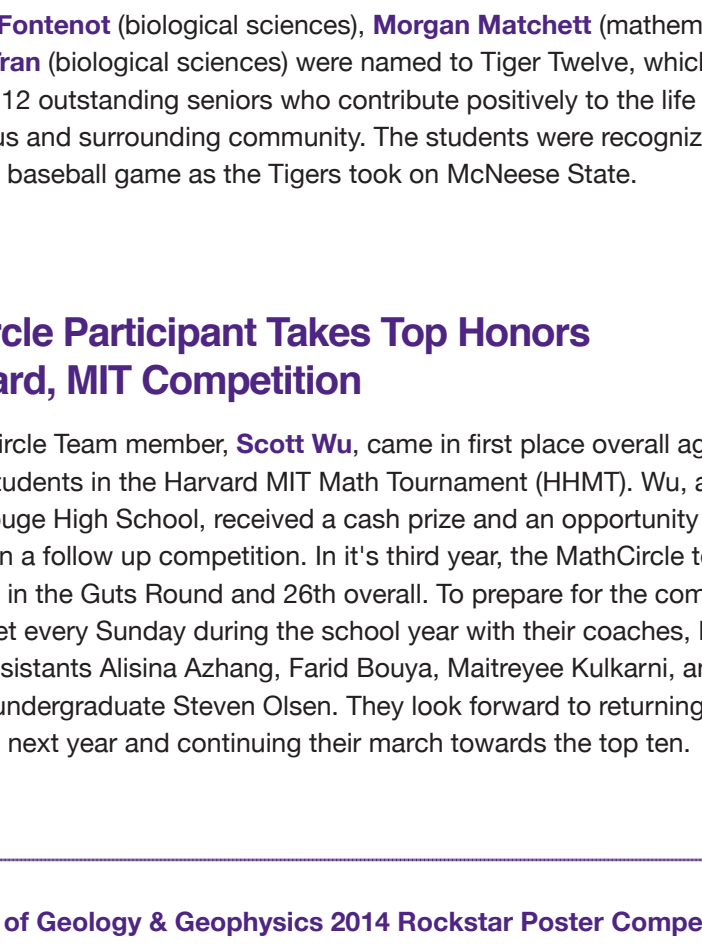 Fontenot (biological sciences), Morgan Matchett (mathem
ran (biological sciences) were named to Tiger Twelve, which
12 outstanding seniors who contribute positively to the life
us and surrounding community. The students were recogniz
baseball game as the Tigers took on McNeese State.
rcle Participant Takes Top Honors
ard, MIT Competition
ircle Team member, Scott Wu, came in first place overall ag
tudents in the Harvard MIT Math Tournament (HHMT). Wu, a
ouge High School, received a cash prize and an opportunity
n a follow up competition. In it's third year, the MathCircle te
in the Guts Round and 26th overall. To prepare for the com
et every Sunday during the school year with their coaches,
sistants Alisina Azhang, Farid Bouya, Maitreyee Kulkarni, an
undergraduate Steven Olsen. They look forward to returning
next year and continuing their march towards the top ten.
of Geology & Geophysics 2014 Rockstar Poster Compe